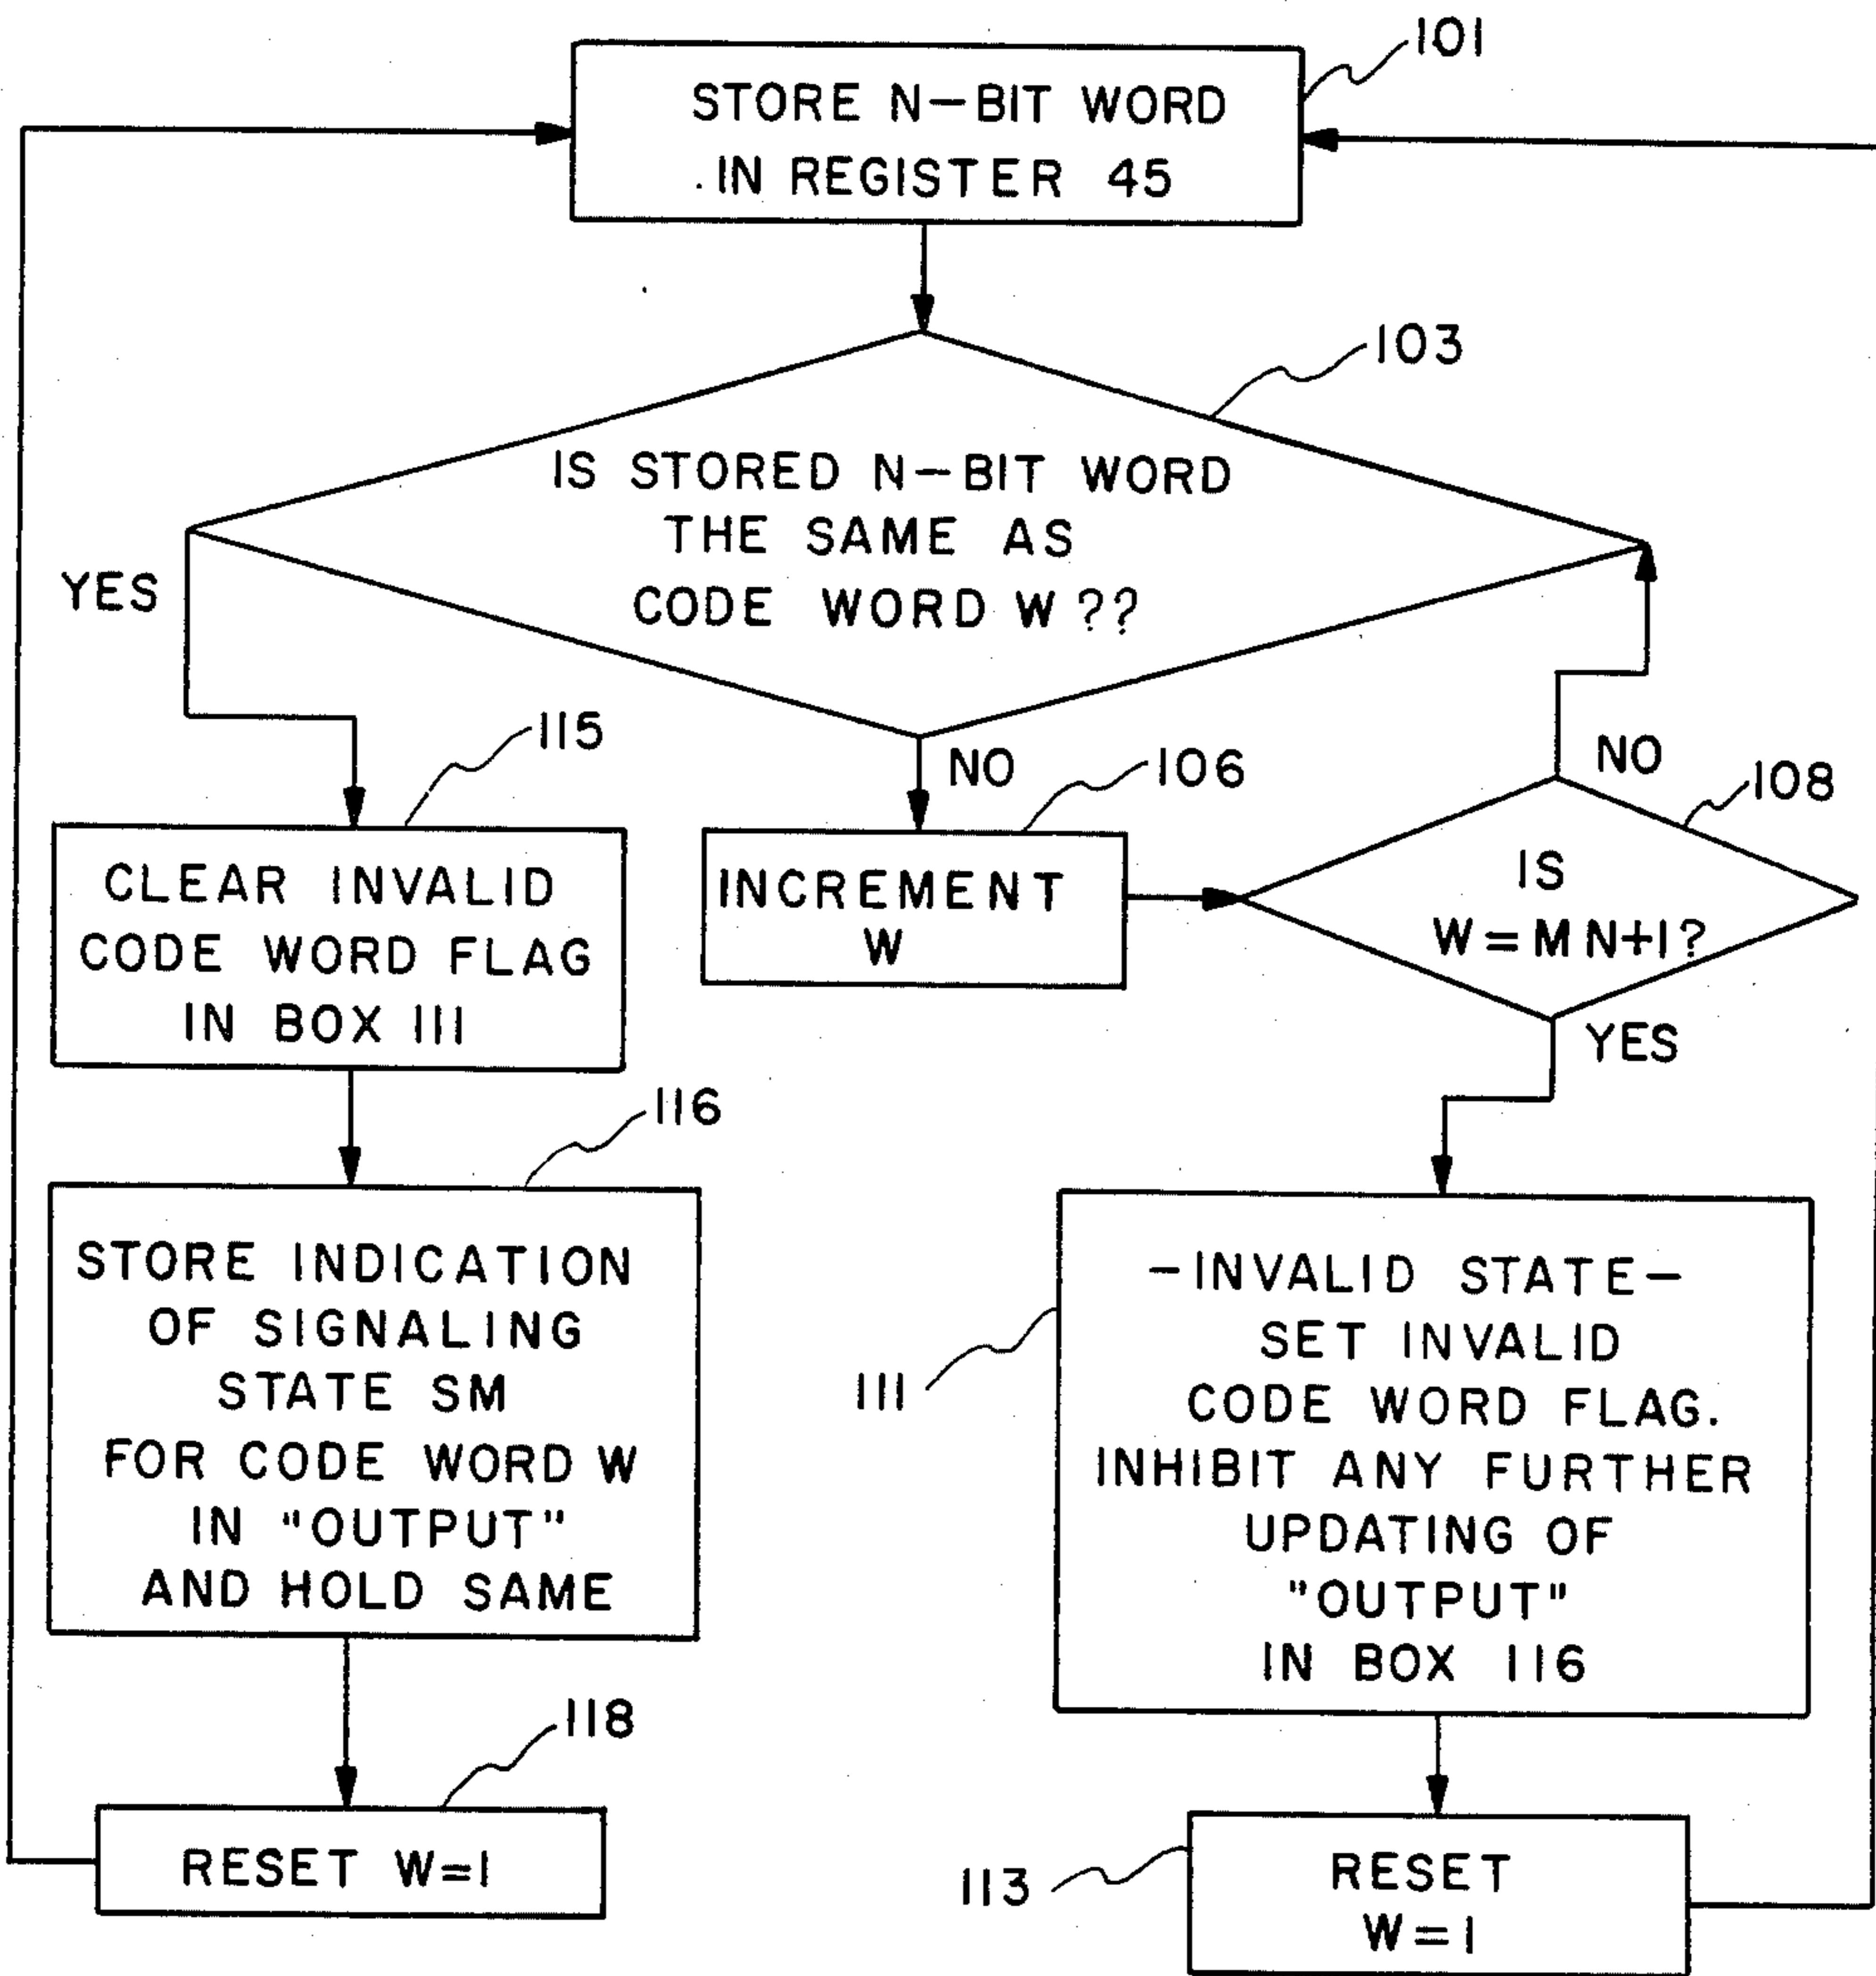 101
STORE N-BIT WORD
IN REGISTER 45
103
IS STORED N-BIT WORD
THE SAME AS
CODE WORD W ??
YES
NO
115
CLEAR INVALID
CODE WORD FLAG
IN BOX 111
106
INCREMENT
W
NO
108
IS
W=MN+1?
YES
116
STORE INDICATION
OF SIGNALING
STATE SM
FOR CODE WORD W
IN "OUTPUT"
AND HOLD SAME
111
-INVALID STATE-
SET INVALID
CODE WORD FLAG.
INHIBIT ANY FURTHER
UPDATING OF
"OUTPUT"
IN BOX 116
118
RESET W=1
113
RESET
W=1